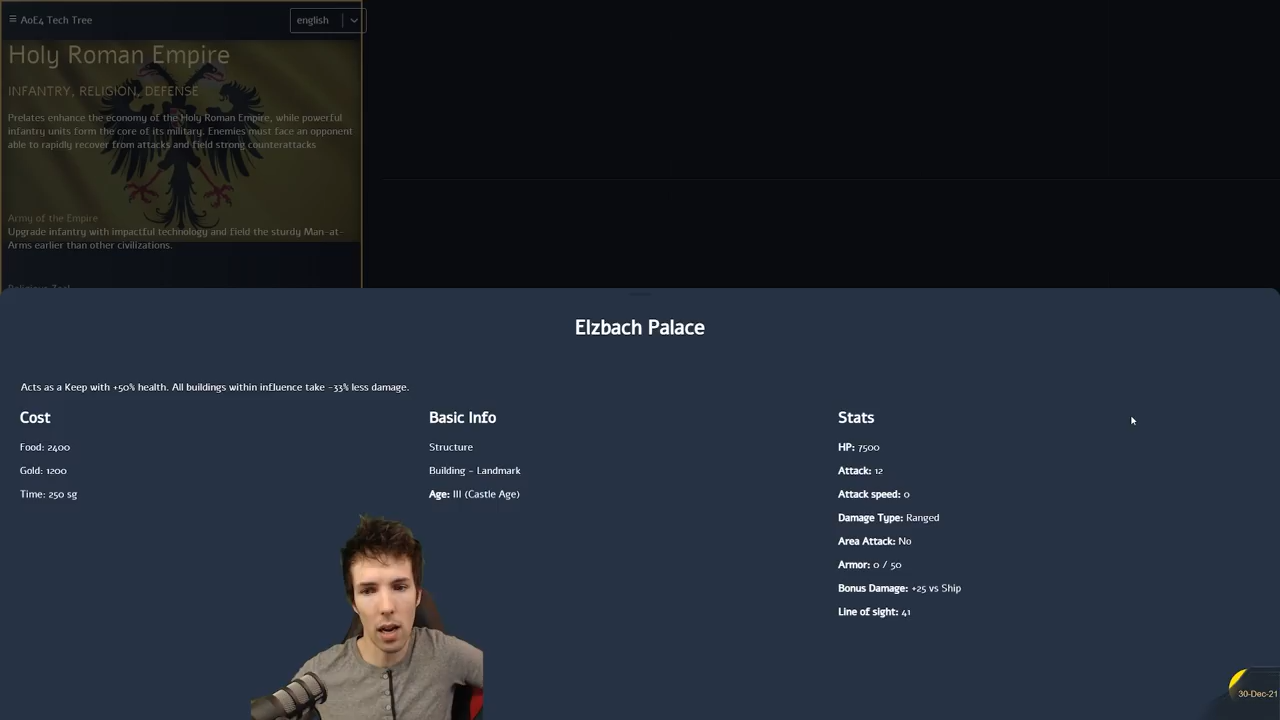 ☰ AoE4 Tech Tree
english
Holy Roman Empire
INFANTRY, RELIGION, DEFENSE
Prelates enhance the economy of the Holy Roman Empire, while powerful
infantry units form the core of its military. Enemies must face an opponent
able to rapidly recover from attacks and field strong counterattacks
Army of the Empire
Upgrade infantry with impactful technology and field the sturdy Man-at-
Arms earlier than other civilizations.
Elzbach Palace
Acts as a Keep with +50% health. All buildings within influence take -33% less damage.
Cost
Food: 2400
Gold: 1200
Time: 250 sg
Basic Info
Structure
Building - Landmark
Age: III (Castle Age)
Stats
HP: 7500
Attack: 12
Attack speed: 0
Damage Type: Ranged
Area Attack: No
Armor: 0 / 50
Bonus Damage: +25 vs Ship
Line of sight: 41
30-Dec-21